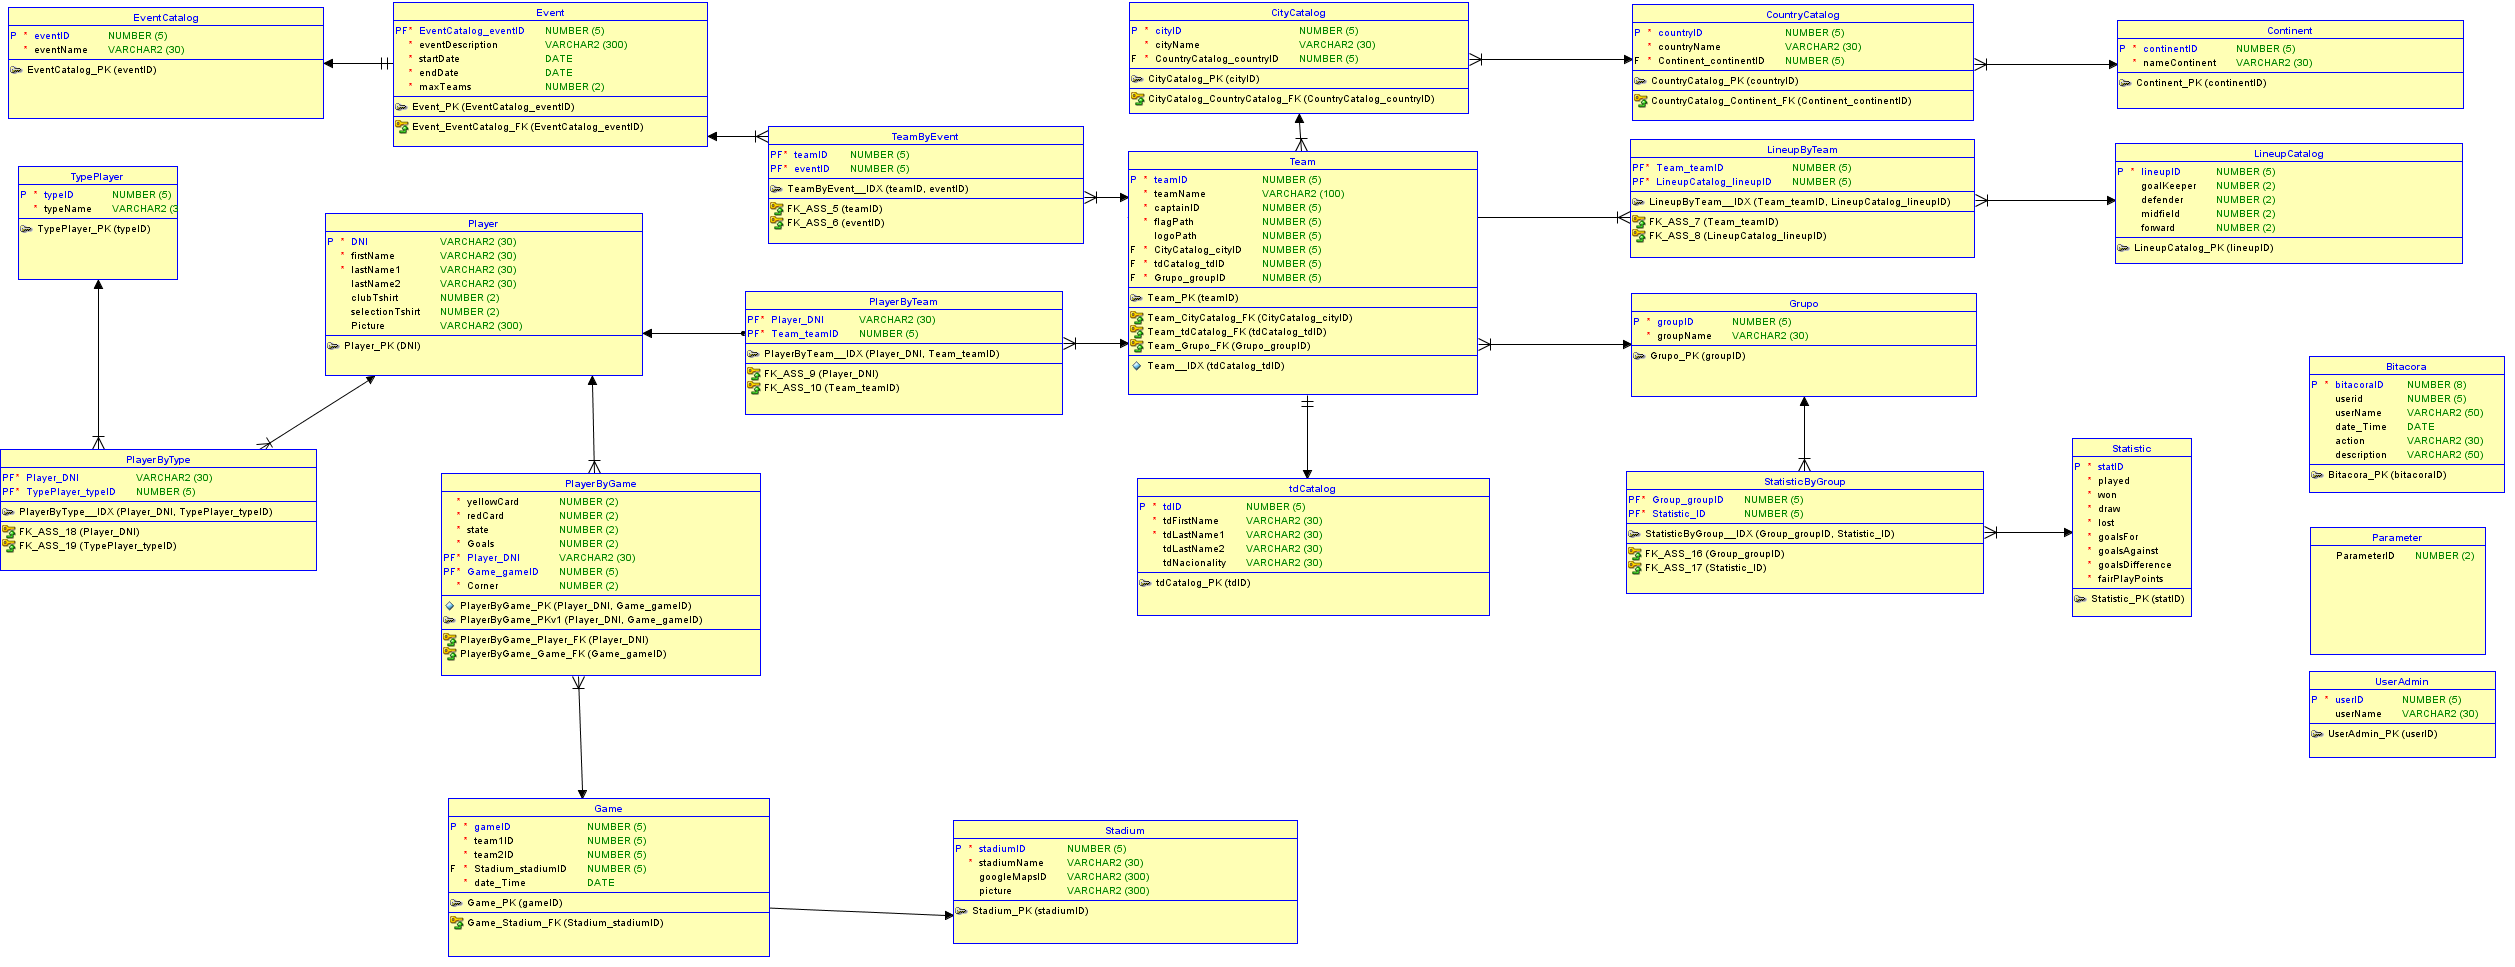 EventCatalog
P * eventID NUMBER (5)
* eventName VARCHAR2 (30)
EventCatalog_PK (eventID)
Event
PF* EventCatalog_eventID NUMBER (5)
* eventDescription VARCHAR2 (300)
* startDate DATE
* endDate DATE
* maxTeams NUMBER (2)
Event_PK (EventCatalog_eventID)
Event_EventCatalog_FK (EventCatalog_eventID)
CityCatalog
P * cityID NUMBER (5)
* cityName VARCHAR2 (30)
F * CountryCatalog_countryID NUMBER (5)
CityCatalog_PK (cityID)
CityCatalog_CountryCatalog_FK (CountryCatalog_countryID)
CountryCatalog
P * countryID NUMBER (5)
* countryName VARCHAR2 (30)
F * Continent_continentID NUMBER (5)
CountryCatalog_PK (countryID)
CountryCatalog_Continent_FK (Continent_continentID)
Continent
P * continentID NUMBER (5)
* nameContinent VARCHAR2 (30)
Continent_PK (continentID)
TeamByEvent
PF* teamID NUMBER (5)
PF* eventID NUMBER (5)
TeamByEvent__IDX (teamID, eventID)
FK_ASS_5 (teamID)
FK_ASS_6 (eventID)
Team
P * teamID NUMBER (5)
* teamName VARCHAR2 (100)
* captainID NUMBER (5)
* flagPath NUMBER (5)
logoPath NUMBER (5)
F * CityCatalog_cityID NUMBER (5)
F * tdCatalog_tdID NUMBER (5)
F * Grupo_groupID NUMBER (5)
Team_PK (teamID)
Team_CityCatalog_FK (CityCatalog_cityID)
Team_tdCatalog_FK (tdCatalog_tdID)
Team_Grupo_FK (Grupo_groupID)
Team__IDX (tdCatalog_tdID)
LineupByTeam
PF* Team_teamID NUMBER (5)
PF* LineupCatalog_lineupID NUMBER (5)
LineupByTeam__IDX (Team_teamID, LineupCatalog_lineupID)
FK_ASS_7 (Team_teamID)
FK_ASS_8 (LineupCatalog_lineupID)
LineupCatalog
P * lineupID NUMBER (5)
goalKeeper NUMBER (2)
defender NUMBER (2)
midfield NUMBER (2)
forward NUMBER (2)
LineupCatalog_PK (lineupID)
TypePlayer
P * typeID NUMBER (5)
* typeName VARCHAR2 (3
TypePlayer_PK (typeID)
Player
P * DNI VARCHAR2 (30)
* firstName VARCHAR2 (30)
* lastName1 VARCHAR2 (30)
lastName2 VARCHAR2 (30)
clubTshirt NUMBER (2)
selectionTshirt NUMBER (2)
Picture VARCHAR2 (300)
Player_PK (DNI)
PlayerByTeam
PF* Player_DNI VARCHAR2 (30)
PF* Team_teamID NUMBER (5)
PlayerByTeam__IDX (Player_DNI, Team_teamID)
FK_ASS_9 (Player_DNI)
FK_ASS_10 (Team_teamID)
Grupo
P * groupID NUMBER (5)
* groupName VARCHAR2 (30)
Grupo_PK (groupID)
Bitacora
P * bitacoraID NUMBER (8)
userid NUMBER (5)
userName VARCHAR2 (50)
date_Time DATE
action VARCHAR2 (30)
description VARCHAR2 (50)
Bitacora_PK (bitacoraID)
PlayerByType
PF* Player_DNI VARCHAR2 (30)
PF* TypePlayer_typeID NUMBER (5)
PlayerByType__IDX (Player_DNI, TypePlayer_typeID)
FK_ASS_18 (Player_DNI)
FK_ASS_19 (TypePlayer_typeID)
PlayerByGame
* yellowCard NUMBER (2)
* redCard NUMBER (2)
* state NUMBER (2)
* Goals NUMBER (2)
PF* Player_DNI VARCHAR2 (30)
PF* Game_gameID NUMBER (5)
* Corner NUMBER (2)
PlayerByGame_PK (Player_DNI, Game_gameID)
PlayerByGame_PKv1 (Player_DNI, Game_gameID)
PlayerByGame_Player_FK (Player_DNI)
PlayerByGame_Game_FK (Game_gameID)
tdCatalog
P * tdID NUMBER (5)
* tdFirstName VARCHAR2 (30)
* tdLastName1 VARCHAR2 (30)
tdLastName2 VARCHAR2 (30)
tdNacionality VARCHAR2 (30)
tdCatalog_PK (tdID)
StatisticByGroup
PF* Group_groupID NUMBER (5)
PF* Statistic_ID NUMBER (5)
StatisticByGroup__IDX (Group_groupID, Statistic_ID)
FK_ASS_16 (Group_groupID)
FK_ASS_17 (Statistic_ID)
Statistic
P * statID
* played
* won
* draw
* lost
* goalsFor
* goalsAgainst
* goalsDifference
* fairPlayPoints
Statistic_PK (statID)
Parameter
ParameterID NUMBER (2)
UserAdmin
P * userID NUMBER (5)
userName VARCHAR2 (30)
UserAdmin_PK (userID)
Game
P * gameID NUMBER (5)
* team1ID NUMBER (5)
* team2ID NUMBER (5)
F * Stadium_stadiumID NUMBER (5)
* date_Time DATE
Game_PK (gameID)
Game_Stadium_FK (Stadium_stadiumID)
Stadium
P * stadiumID NUMBER (5)
* stadiumName VARCHAR2 (30)
googleMapsID VARCHAR2 (300)
picture VARCHAR2 (300)
Stadium_PK (stadiumID)